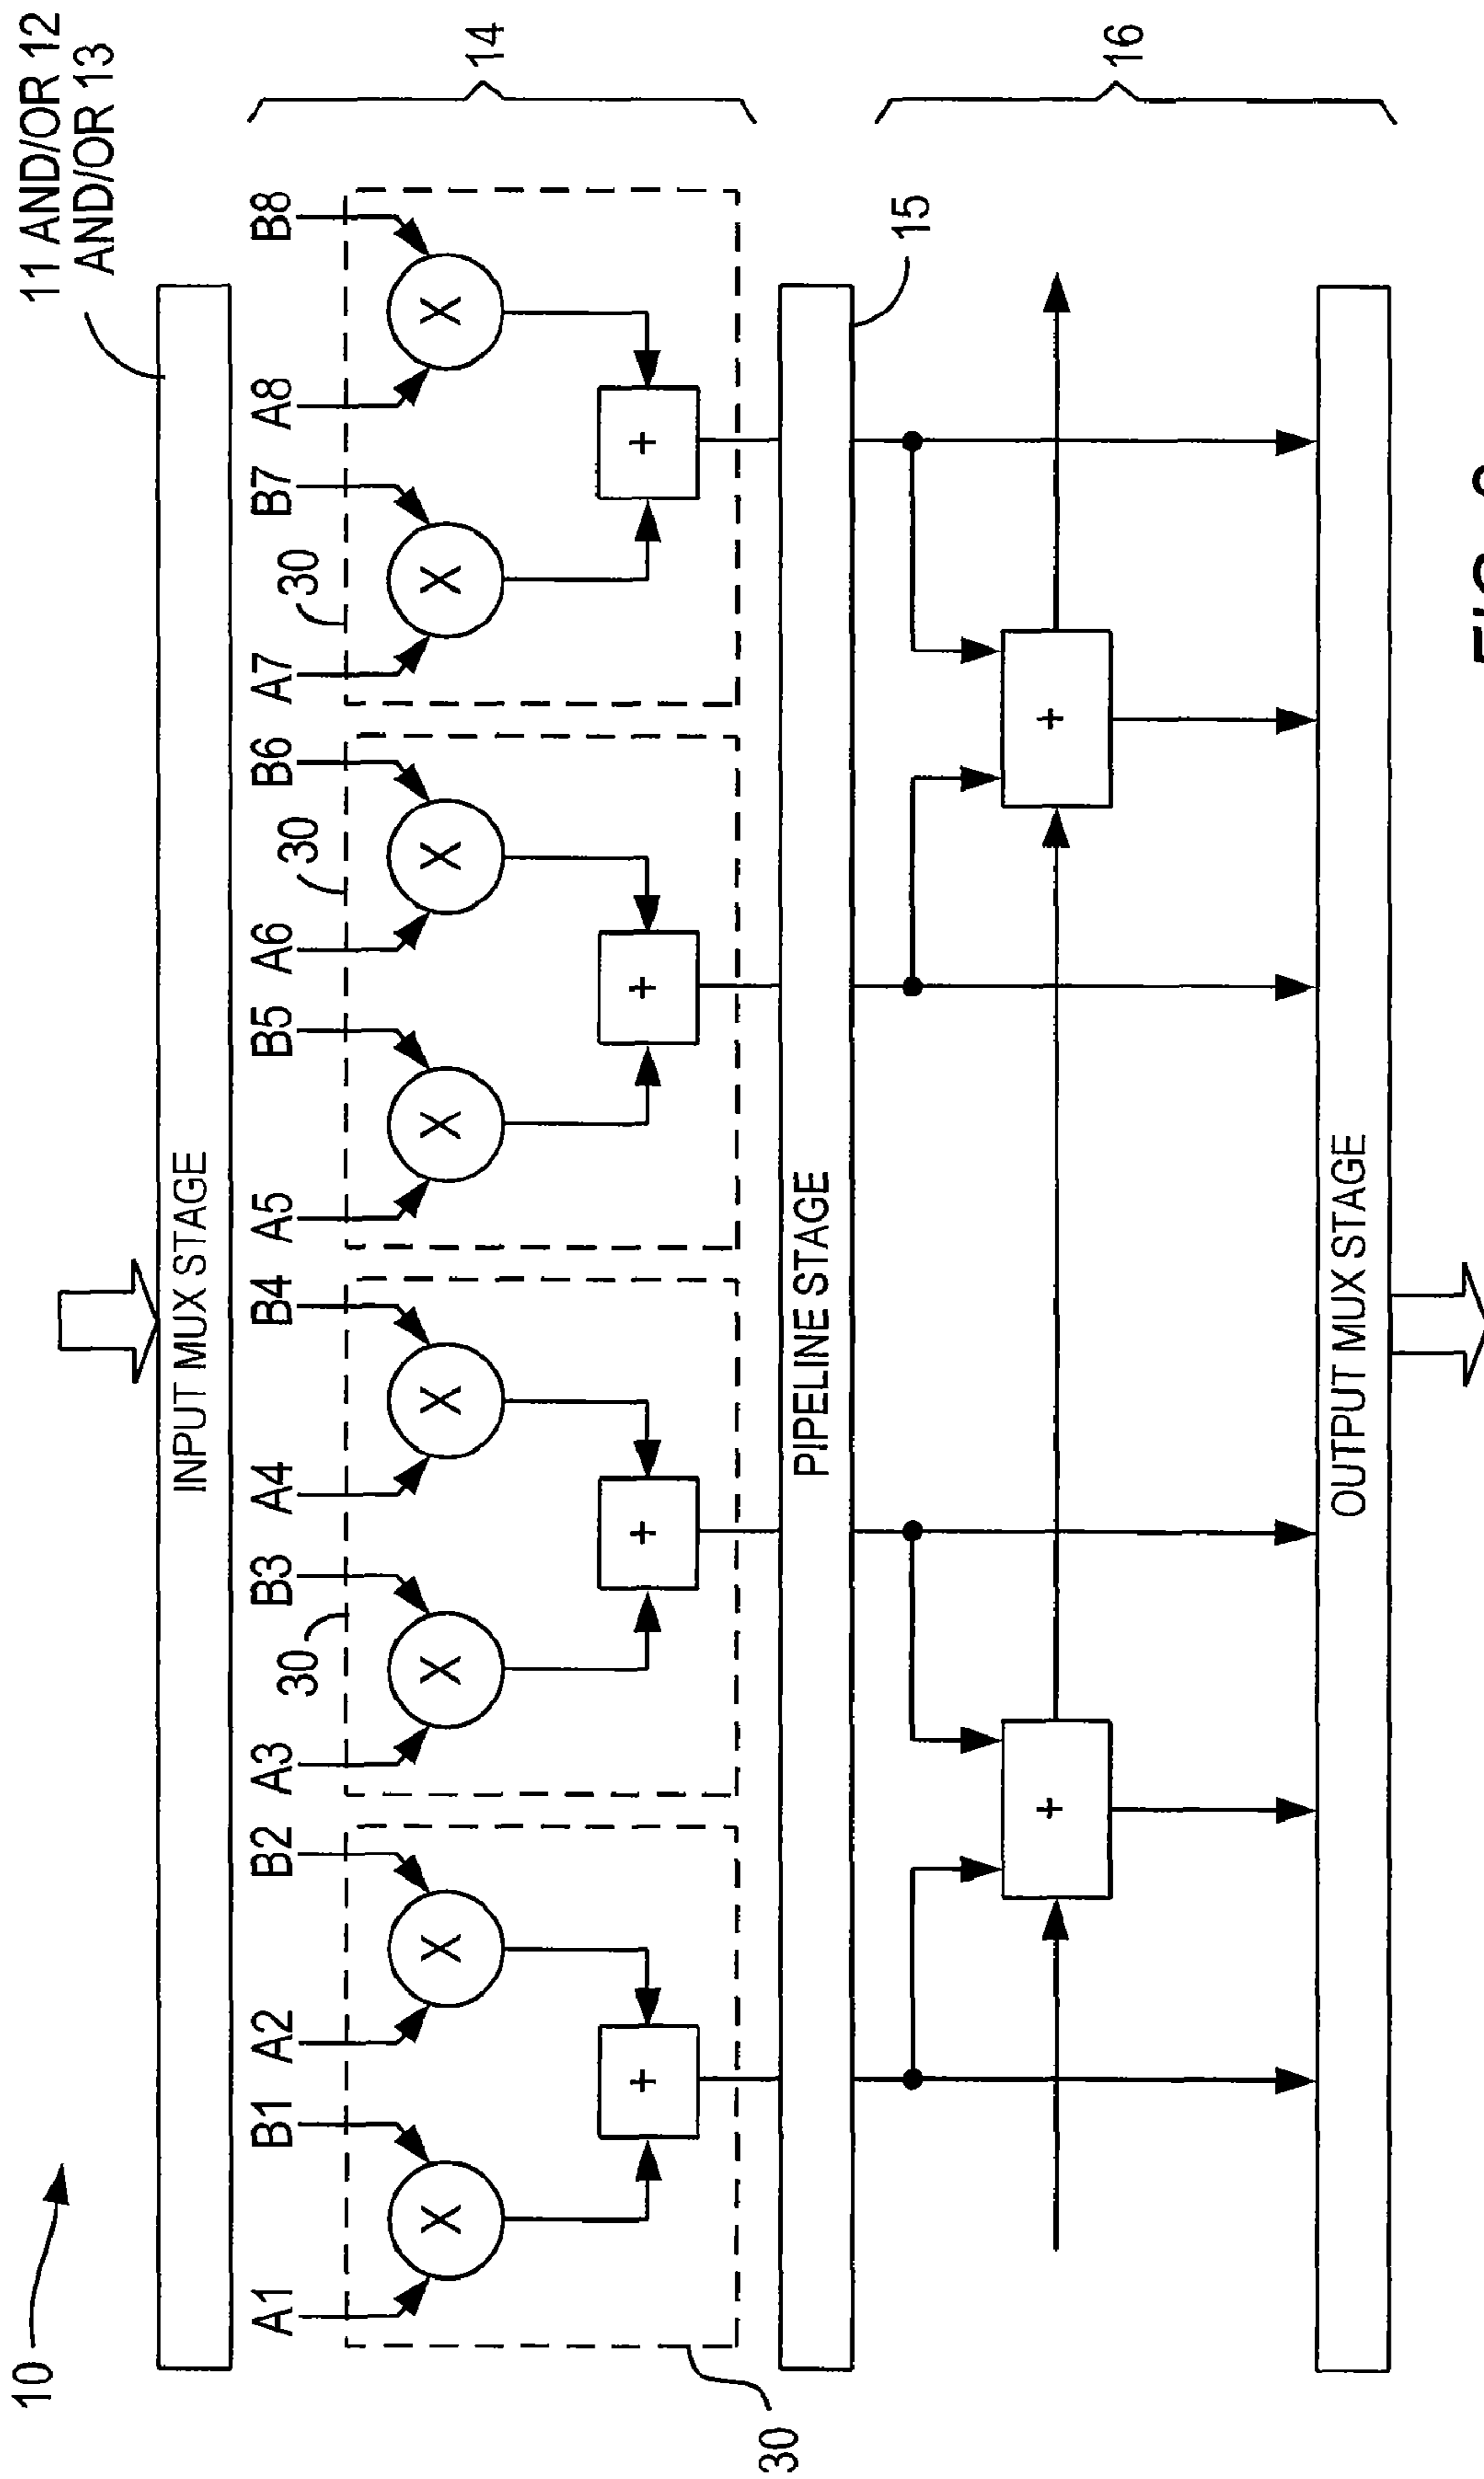 10
11 AND/OR 12
AND/OR 13
INPUT MUX STAGE
A1 B1 A2 B2 A3 B3 A4 B4 A5 B5 A6 B6 A7 B7 A8 B8
30 30 30 30
X X X X X X X X
+ + + +
14
PIPELINE STAGE
15
+ +
16
OUTPUT MUX STAGE